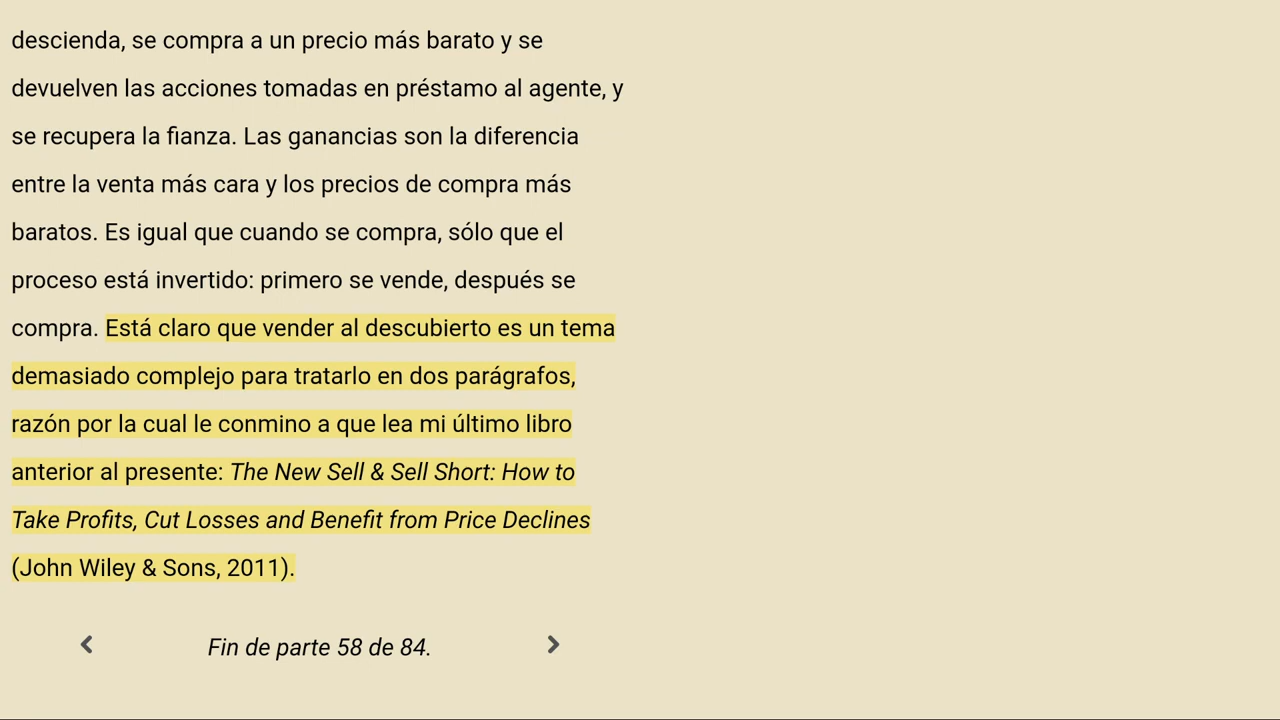 descienda, se compra a un precio más barato y se
devuelven las acciones tomadas en préstamo al agente, y
se recupera la fianza. Las ganancias son la diferencia
entre la venta más cara y los precios de compra más
baratos. Es igual que cuando se compra, sólo que el
proceso está invertido: primero se vende, después se
compra. Está claro que vender al descubierto es un tema
demasiado complejo para tratarlo en dos parágrafos,
razón por la cual le conmino a que lea mi último libro
anterior al presente: The New Sell & Sell Short: How to
Take Profits, Cut Losses and Benefit from Price Declines
(John Wiley & Sons, 2011).
Fin de parte 58 de 84.